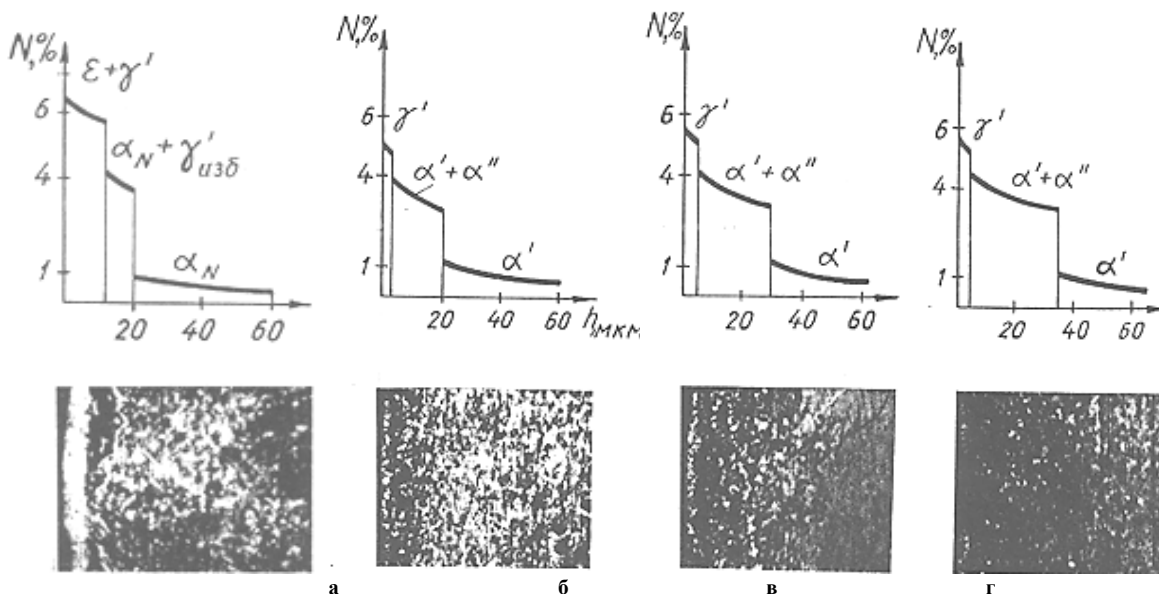 N,% N,% N,% N,%
ε+γ' γ' γ' γ'
6 6 6 6
α_N+γ'изб α'+α" α'+α" α'+α"
4 4 4 4
α_N α' α' α'
1 1 1 1
20 40 60 20 40 60 h,мкм 20 40 60 20 40 60
а б в г